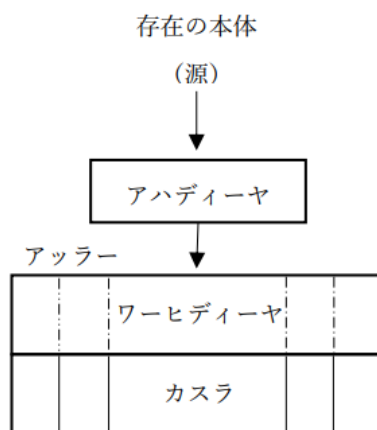 存在の本体
（源）
アハディーヤ
アッラー
ワーヒディーヤ
カスラ